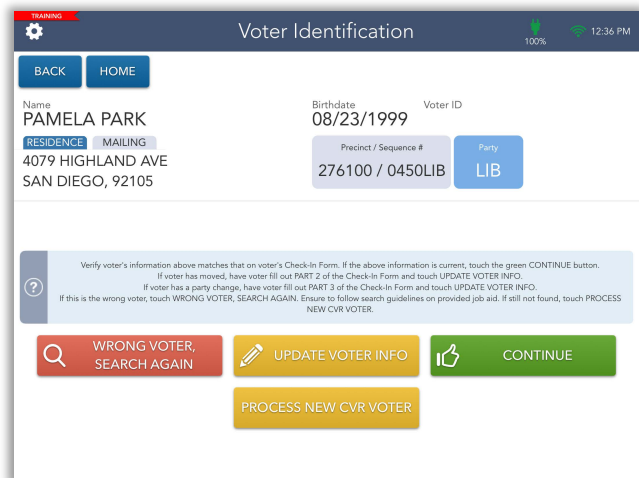 TRAINING
Voter Identification
100%
12:36 PM
BACK
HOME
Name
PAMELA PARK
Birthdate
08/23/1999
Voter ID
RESIDENCE
MAILING
4079 HIGHLAND AVE
SAN DIEGO, 92105
Precinct / Sequence #
276100 / 0450LIB
Party
LIB
?
Verify voter's information above matches that on voter's Check-In Form. If the above information is current, touch the green CONTINUE button.
If voter has moved, have voter fill out PART 2 of the Check-In Form and touch UPDATE VOTER INFO.
If voter has a party change, have voter fill out PART 3 of the Check-In Form and touch UPDATE VOTER INFO.
If this is the wrong voter, touch WRONG VOTER, SEARCH AGAIN. Ensure to follow search guidelines on provided job aid. If still not found, touch PROCESS
NEW CVR VOTER.
WRONG VOTER,
SEARCH AGAIN
UPDATE VOTER INFO
CONTINUE
PROCESS NEW CVR VOTER